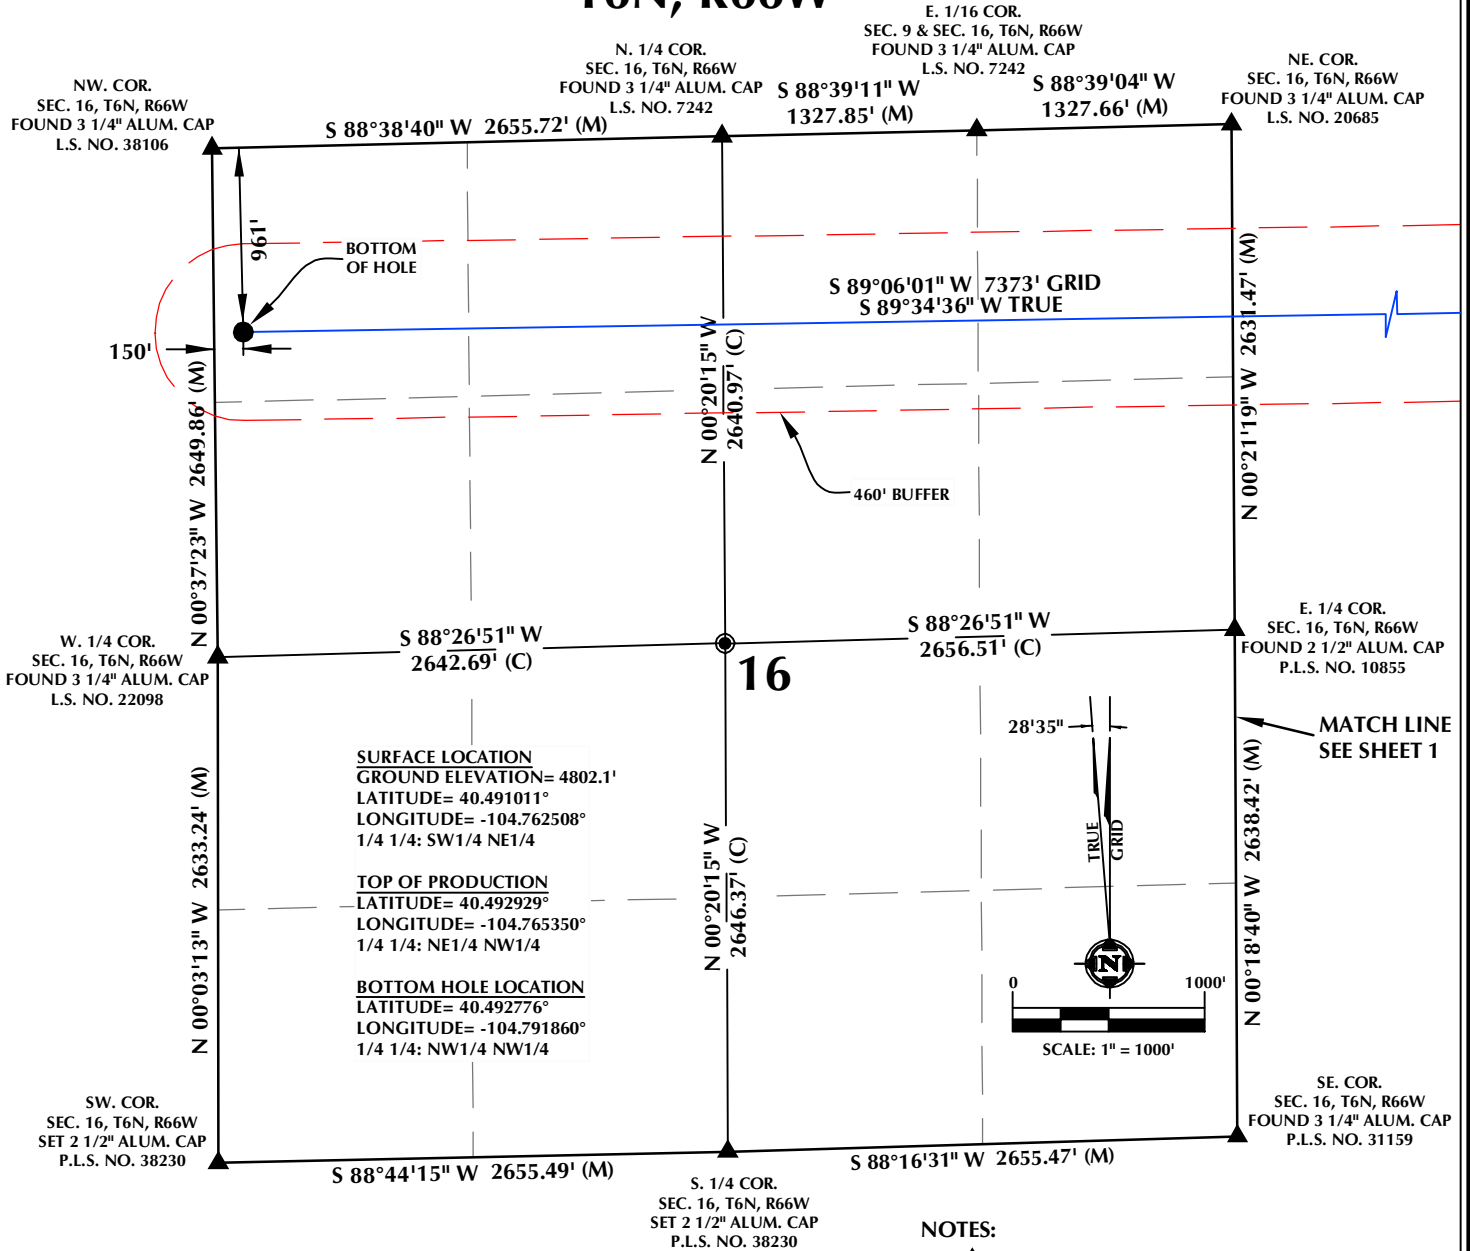 T6N, R66W
E. 1/16 COR.
SEC. 9 & SEC. 16, T6N, R66W
FOUND 3 1/4" ALUM. CAP
L.S. NO. 7242
N. 1/4 COR.
SEC. 16, T6N, R66W
FOUND 3 1/4" ALUM. CAP
L.S. NO. 7242
NW. COR.
SEC. 16, T6N, R66W
FOUND 3 1/4" ALUM. CAP
L.S. NO. 38106
NE. COR.
SEC. 16, T6N, R66W
FOUND 3 1/4" ALUM. CAP
L.S. NO. 20685
S 88°38'40" W 2655.72' (M)
S 88°39'11" W
1327.85' (M)
S 88°39'04" W
1327.66' (M)
961'
BOTTOM
OF HOLE
150'
S 89°06'01" W 7373' GRID
S 89°34'36" W TRUE
N 00°37'23" W 2649.86' (M)
N 00°20'15" W
2640.97' (C)
N 00°21'19" W 2631.47' (M)
460' BUFFER
W. 1/4 COR.
SEC. 16, T6N, R66W
FOUND 3 1/4" ALUM. CAP
L.S. NO. 22098
S 88°26'51" W
2642.69' (C)
S 88°26'51" W
2656.51' (C)
16
E. 1/4 COR.
SEC. 16, T6N, R66W
FOUND 2 1/2" ALUM. CAP
P.L.S. NO. 10855
MATCH LINE
SEE SHEET 1
28'35"
TRUE
GRID
N
0 1000'
SCALE: 1" = 1000'
SURFACE LOCATION
GROUND ELEVATION= 4802.1'
LATITUDE= 40.491011°
LONGITUDE= -104.762508°
1/4 1/4: SW1/4 NE1/4
TOP OF PRODUCTION
LATITUDE= 40.492929°
LONGITUDE= -104.765350°
1/4 1/4: NE1/4 NW1/4
BOTTOM HOLE LOCATION
LATITUDE= 40.492776°
LONGITUDE= -104.791860°
1/4 1/4: NW1/4 NW1/4
N 00°03'13" W 2633.24' (M)
N 00°20'15" W
2646.37' (C)
N 00°18'40" W 2638.42' (M)
SW. COR.
SEC. 16, T6N, R66W
SET 2 1/2" ALUM. CAP
P.L.S. NO. 38230
S 88°44'15" W 2655.49' (M)
S. 1/4 COR.
SEC. 16, T6N, R66W
SET 2 1/2" ALUM. CAP
P.L.S. NO. 38230
S 88°16'31" W 2655.47' (M)
SE. COR.
SEC. 16, T6N, R66W
FOUND 3 1/4" ALUM. CAP
P.L.S. NO. 31159
NOTES: